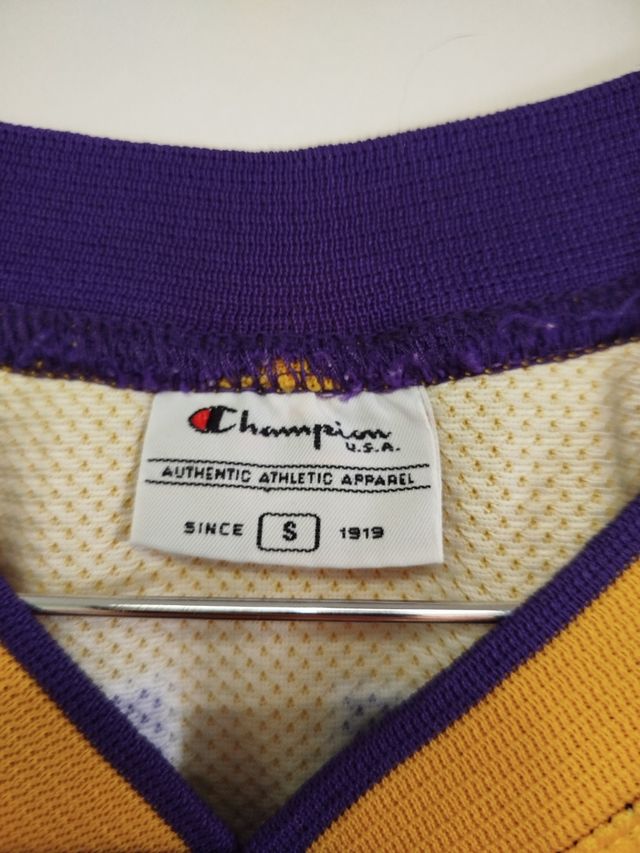 Champion
U.S.A.
AUTHENTIC ATHLETIC APPAREL
SINCE S 1919